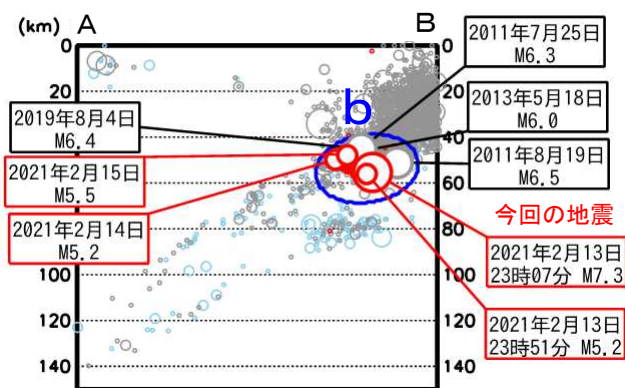 (km) A B
0
20
40
60
80
100
120
140
0
20
40
60
80
100
120
140
b
2011年7月25日
M6.3
2013年5月18日
M6.0
2011年8月19日
M6.5
2019年8月4日
M6.4
2021年2月15日
M5.5
2021年2月14日
M5.2
今回の地震
2021年2月13日
23時07分 M7.3
2021年2月13日
23時51分 M5.2